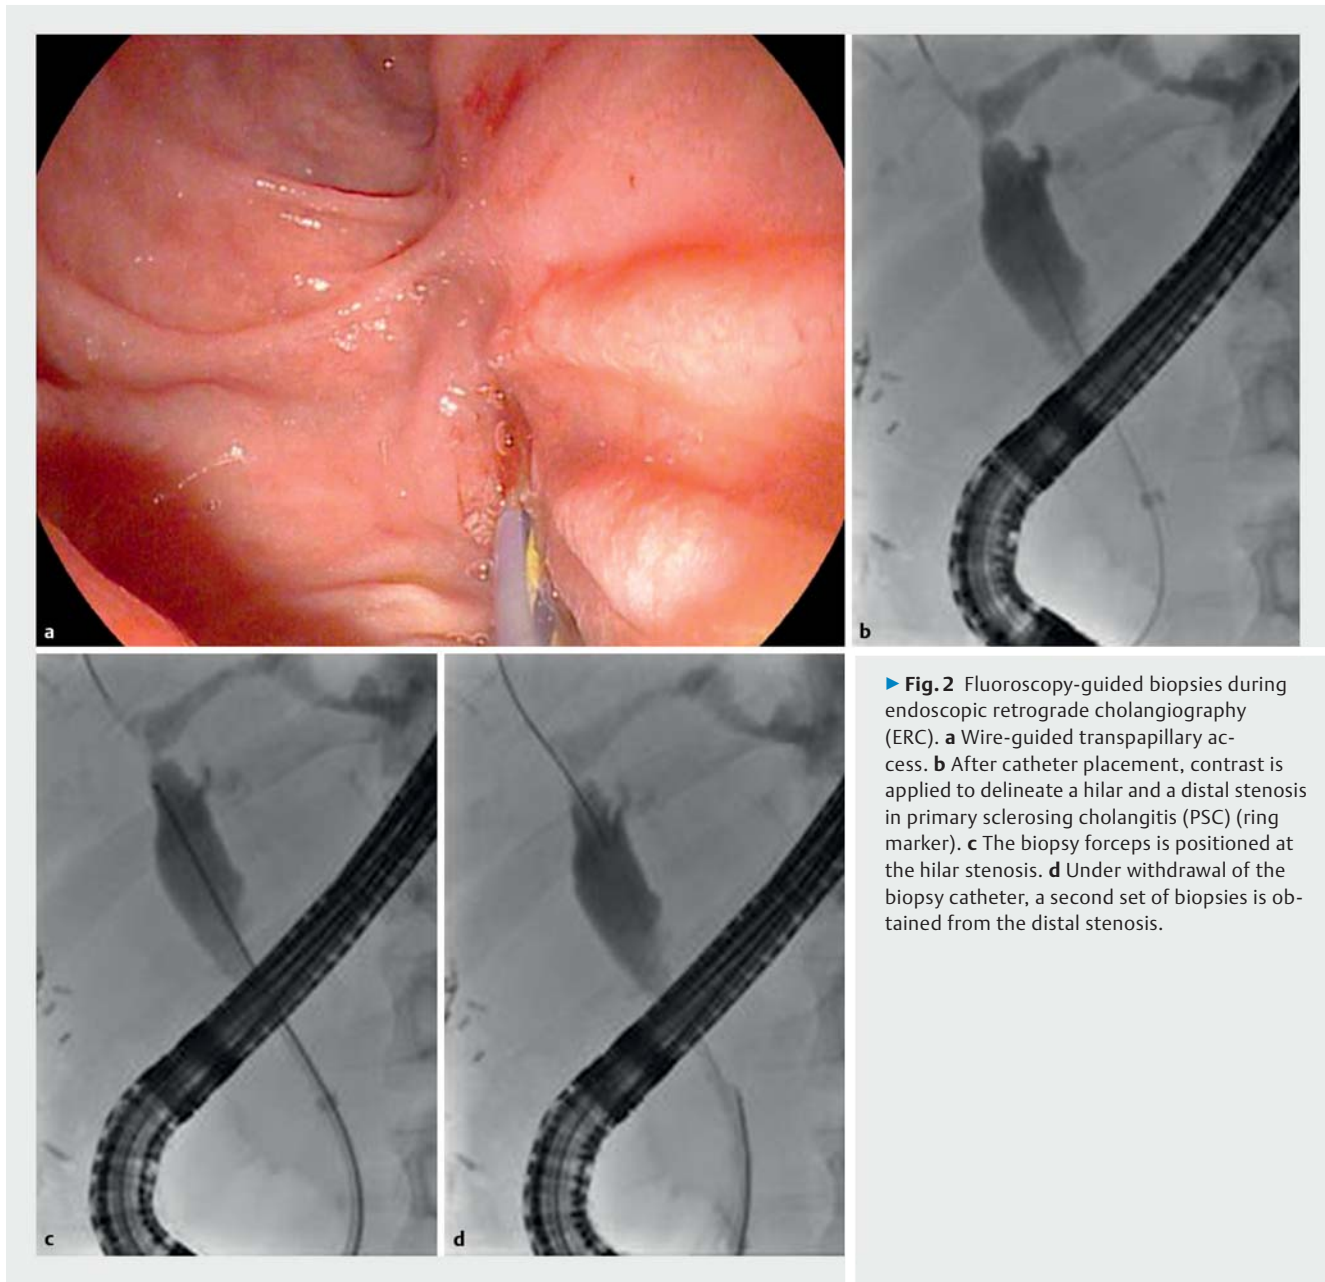 a
b
c
d
▶ Fig. 2 Fluoroscopy-guided biopsies during
endoscopic retrograde cholangiography
(ERC). a Wire-guided transpapillary ac-
cess. b After catheter placement, contrast is
applied to delineate a hilar and a distal stenosis
in primary sclerosing cholangitis (PSC) (ring
marker). c The biopsy forceps is positioned at
the hilar stenosis. d Under withdrawal of the
biopsy catheter, a second set of biopsies is ob-
tained from the distal stenosis.